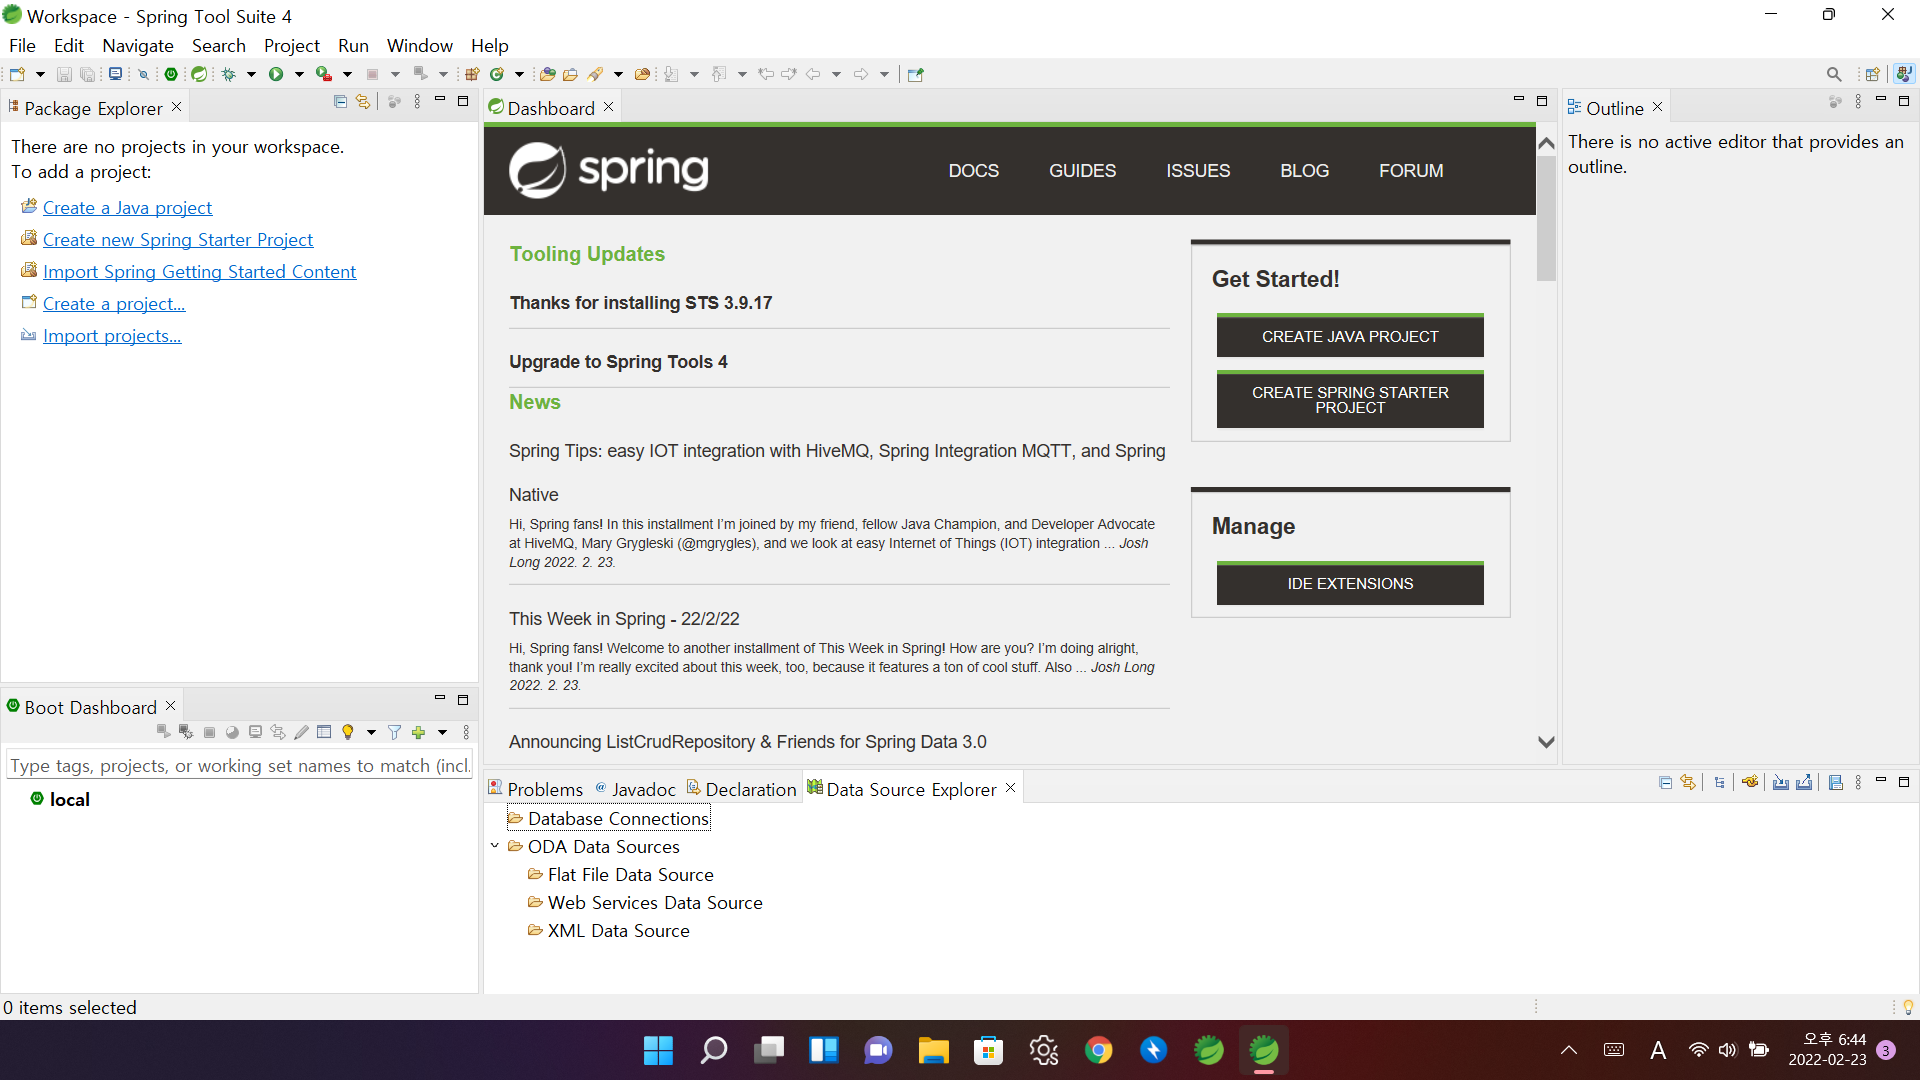 Workspace - Spring Tool Suite 4
File Edit Navigate Search Project Run Window Help
Package Explorer
There are no projects in your workspace.
To add a project:
Create a Java project
Create new Spring Starter Project
Import Spring Getting Started Content
Create a project...
Import projects...
Dashboard
spring
DOCS GUIDES ISSUES BLOG FORUM
Tooling Updates
Thanks for installing STS 3.9.17
Upgrade to Spring Tools 4
News
Spring Tips: easy IOT integration with HiveMQ, Spring Integration MQTT, and Spring
Native
Hi, Spring fans! In this installment I'm joined by my friend, fellow Java Champion, and Developer Advocate
at HiveMQ, Mary Grygleski (@mgrygles), and we look at easy Internet of Things (IOT) integration ... Josh
Long 2022. 2. 23.
This Week in Spring - 22/2/22
Hi, Spring fans! Welcome to another installment of This Week in Spring! How are you? I'm doing alright,
thank you! I'm really excited about this week, too, because it features a ton of cool stuff. Also ... Josh Long
2022. 2. 23.
Announcing ListCrudRepository & Friends for Spring Data 3.0
Get Started!
CREATE JAVA PROJECT
CREATE SPRING STARTER
PROJECT
Manage
IDE EXTENSIONS
Outline
There is no active editor that provides an
outline.
Boot Dashboard
Type tags, projects, or working set names to match (incl.
local
Problems Javadoc Declaration Data Source Explorer
Database Connections
ODA Data Sources
Flat File Data Source
Web Services Data Source
XML Data Source
0 items selected
A
오후 6:44
2022-02-23
3